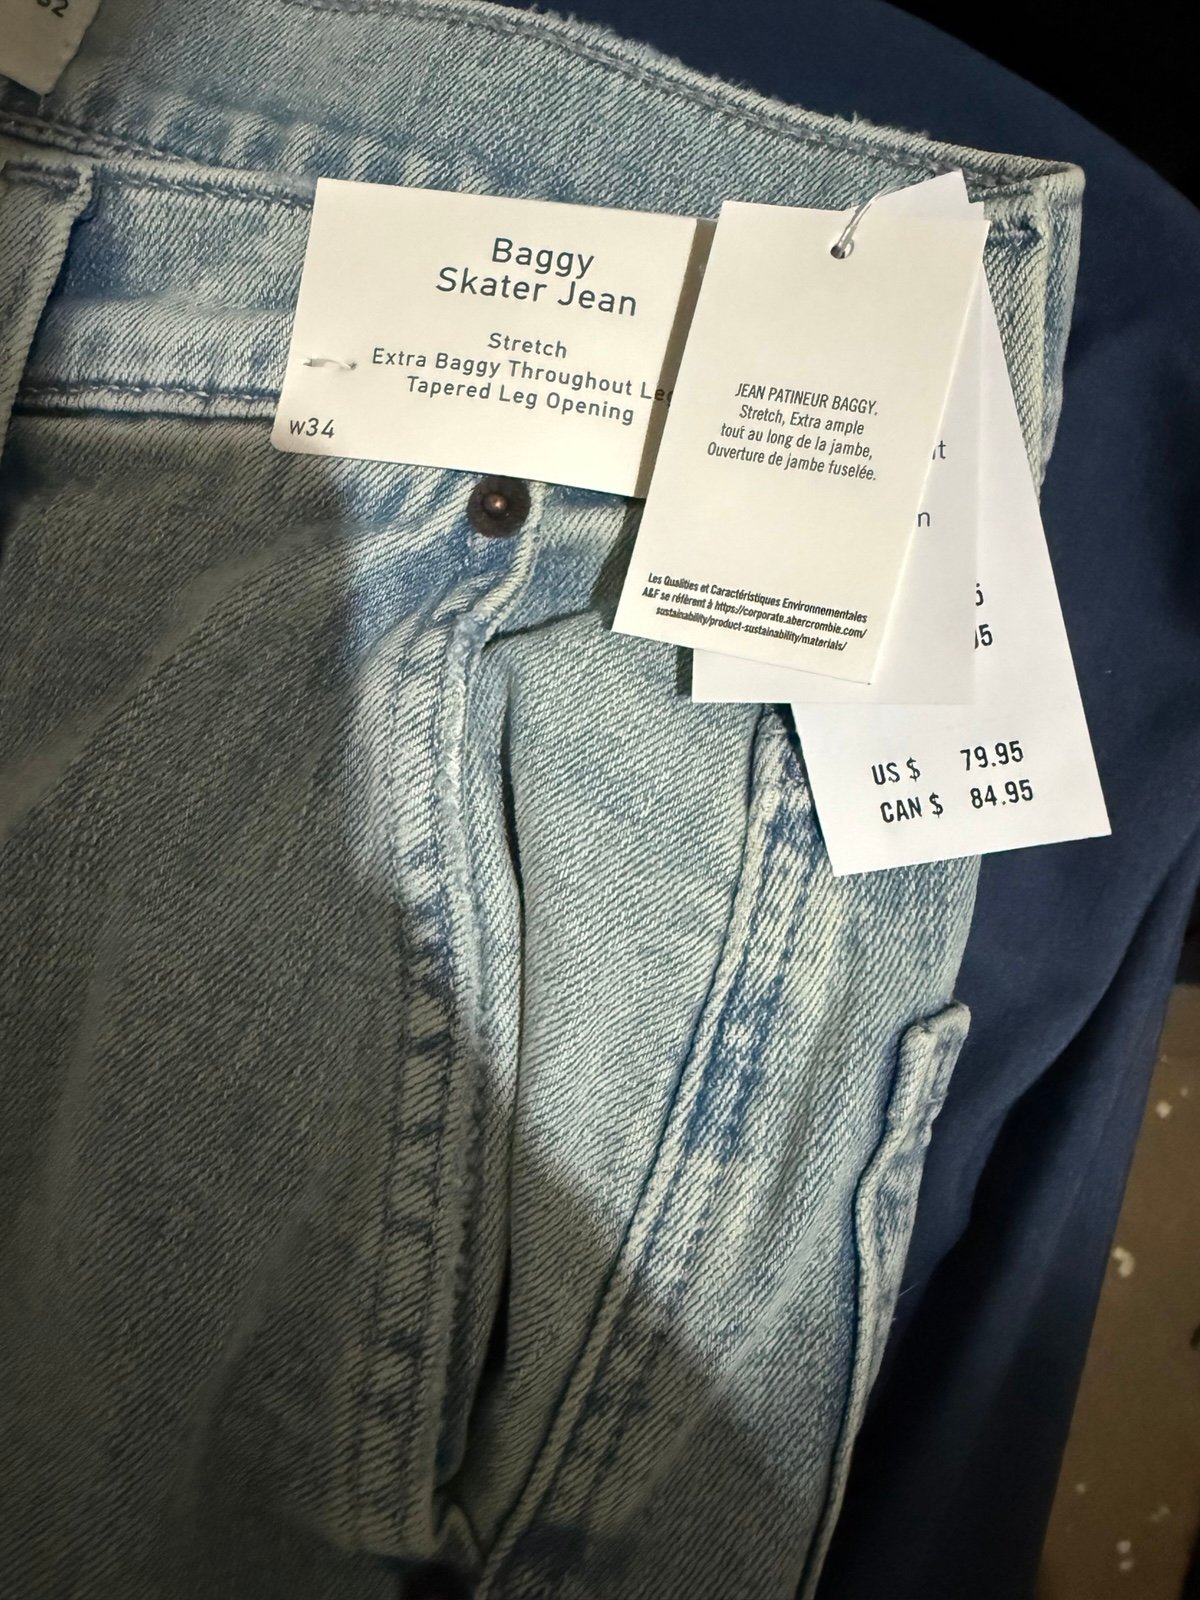 Baggy
Skater Jean
Stretch
Extra Baggy Throughout Leg
Tapered Leg Opening
w34
JEAN PATINEUR BAGGY.
Stretch, Extra ample
tout au long de la jambe,
Ouverture de jambe fuselée.
Les Qualities et Caractéristiques Environnementales
A&F se réfèrent à https://corporate.abercrombie.com/
sustainability/product-sustainability/materials/
US $ 79.95
CAN $ 84.95